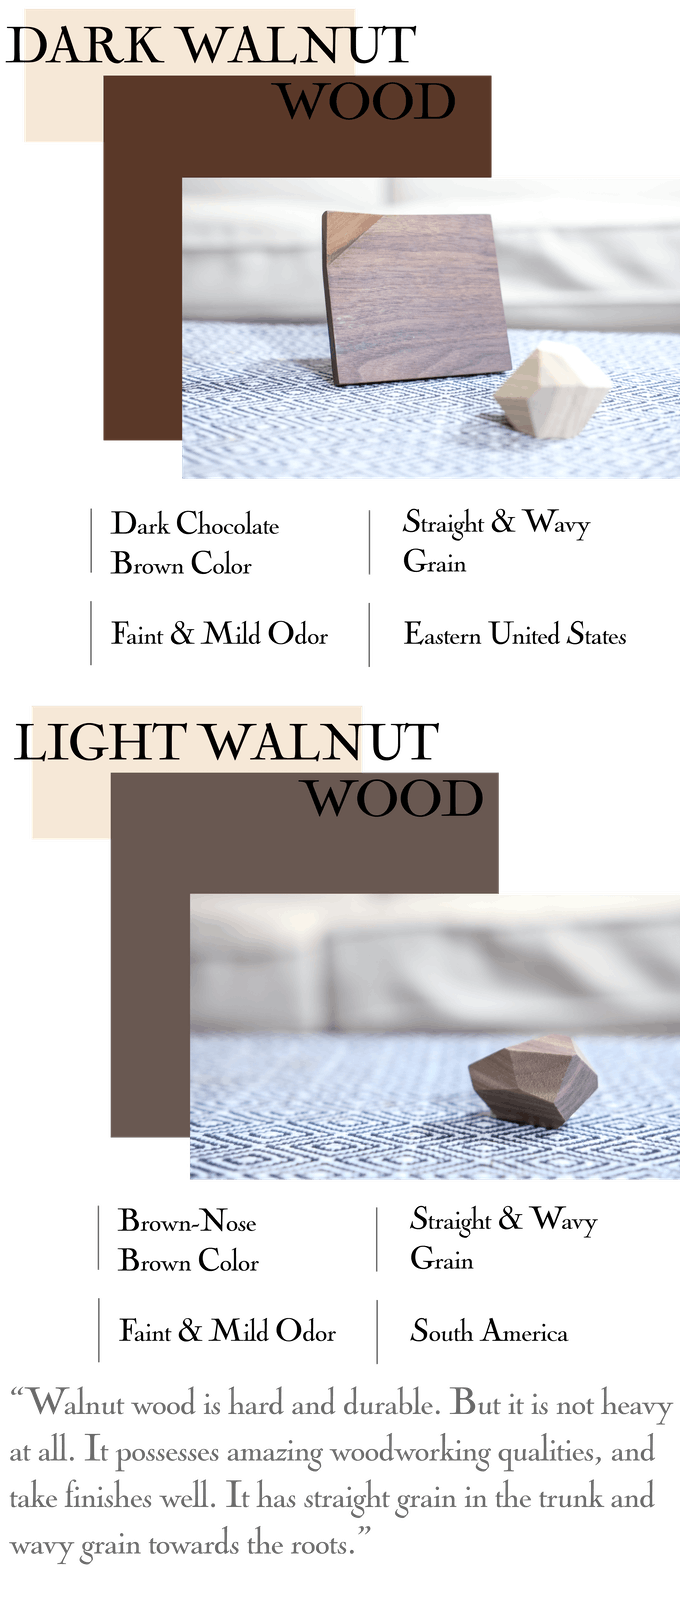 DARK WALNUT
WOOD
Dark Chocolate
Brown Color
Straight & Wavy
Grain
Faint & Mild Odor
Eastern United States
LIGHT WALNUT
WOOD
Brown-Nose
Brown Color
Straight & Wavy
Grain
Faint & Mild Odor
South America
“Walnut wood is hard and durable. But it is not heavy
at all. It possesses amazing woodworking qualities, and
take finishes well. It has straight grain in the trunk and
wavy grain towards the roots.”